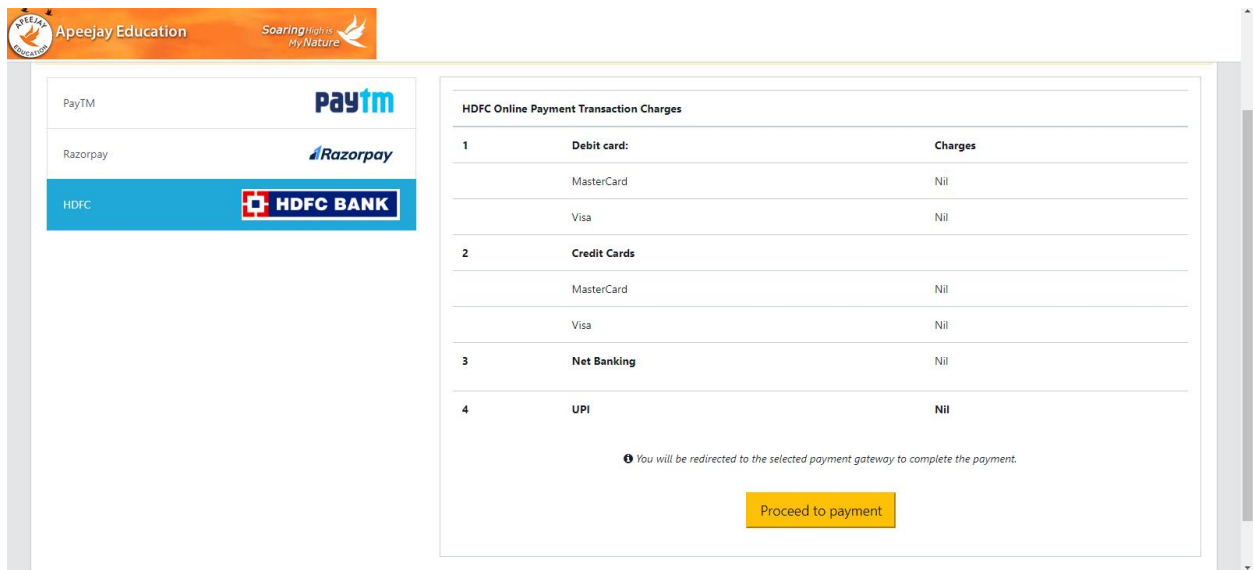 APEEJAY
EDUCATION
Apeejay Education
Soaring High is
My Nature
PayTM
paytm
Razorpay
Razorpay
HDFC
HDFC BANK
HDFC Online Payment Transaction Charges
1 Debit card: Charges
MasterCard Nil
Visa Nil
2 Credit Cards
MasterCard Nil
Visa Nil
3 Net Banking Nil
4 UPI Nil
You will be redirected to the selected payment gateway to complete the payment.
Proceed to payment